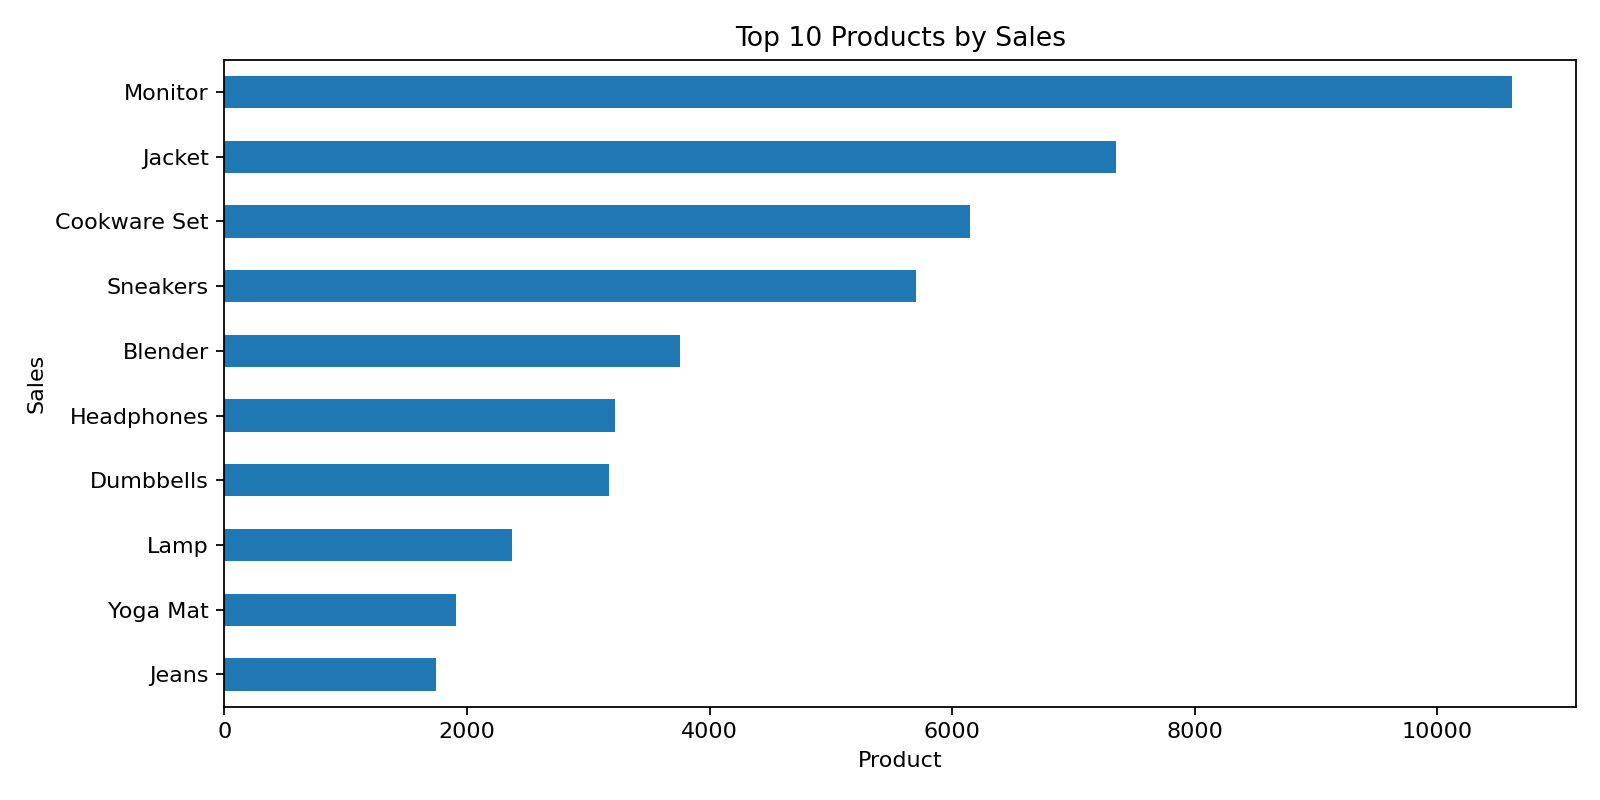 Top 10 Products by Sales
Monitor
Jacket
Cookware Set
Sneakers
Blender
Headphones
Dumbbells
Lamp
Yoga Mat
Jeans
Sales
0 2000 4000 6000 8000 10000
Product